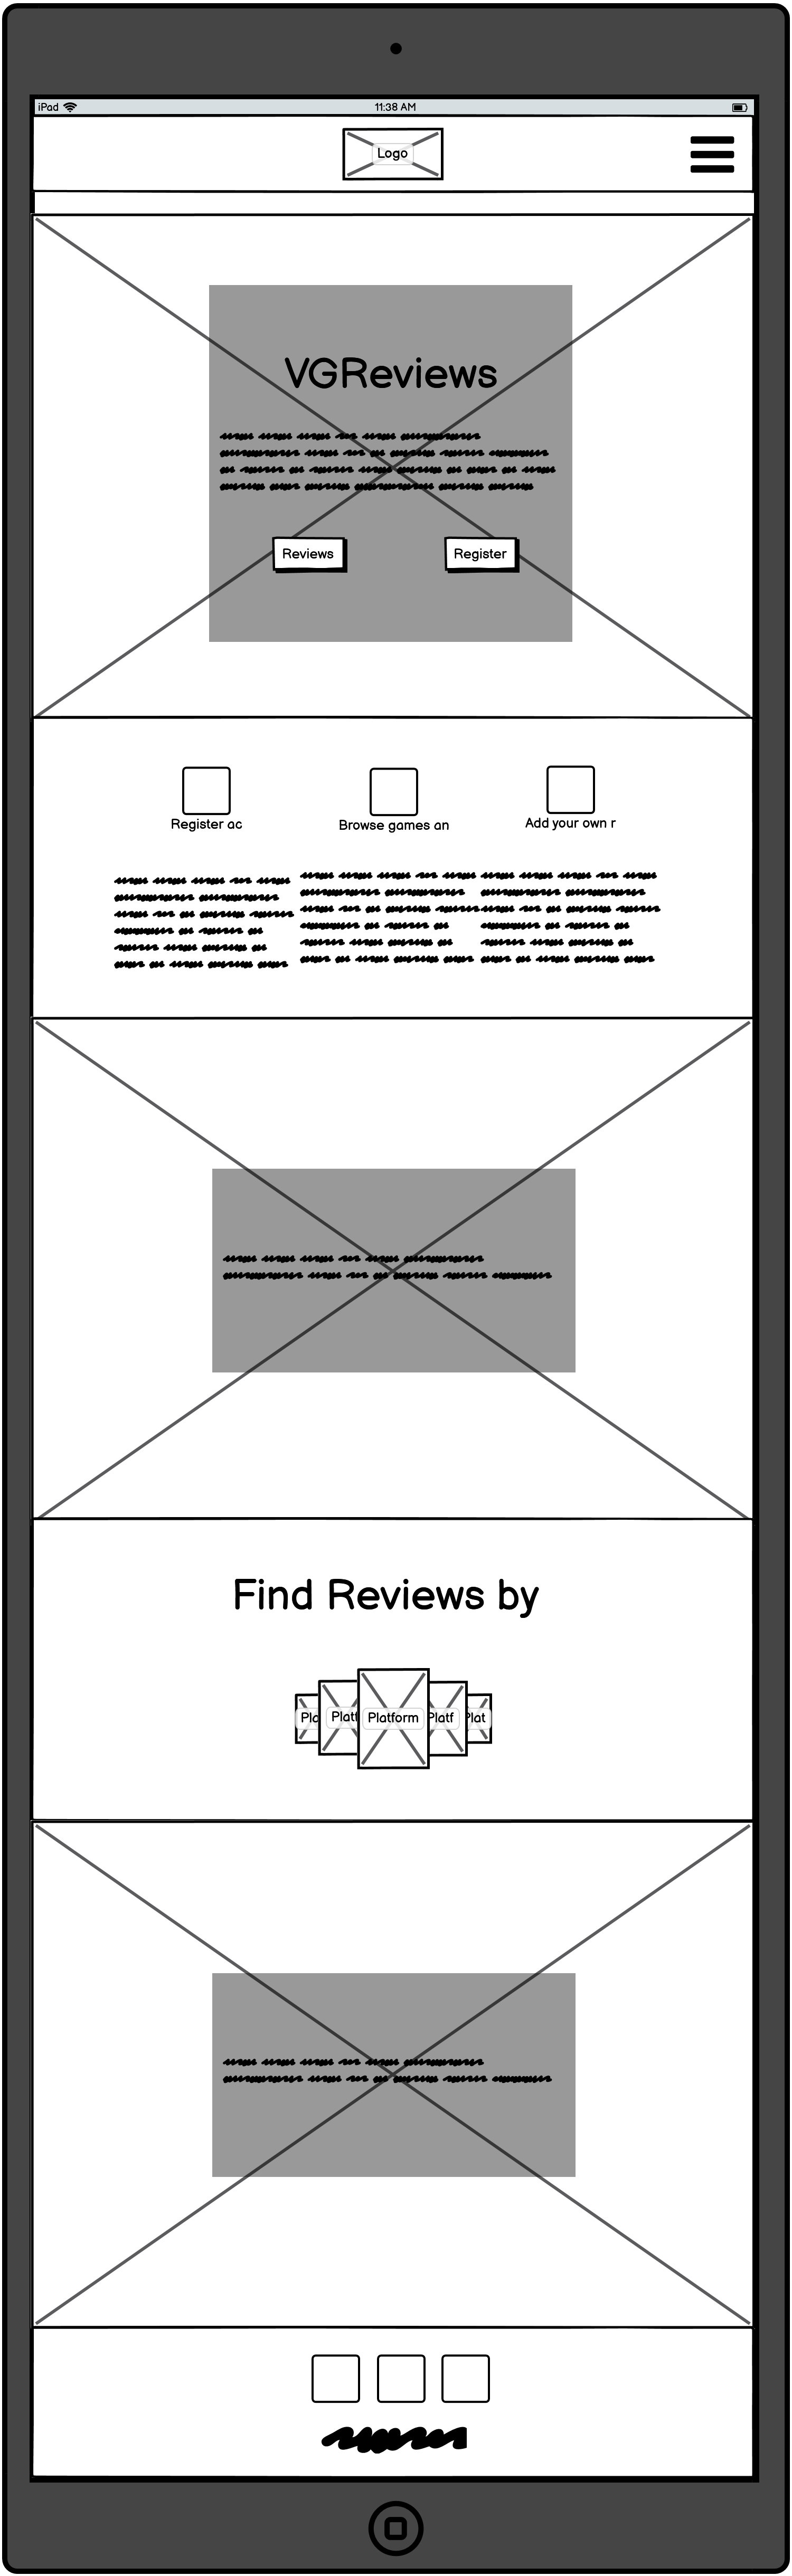 iPad 11:38 AM
Logo
VGReviews
Reviews Register
Register ac Browse games an Add your own r
Find Reviews by
Pla Platf Platform Platf Plat